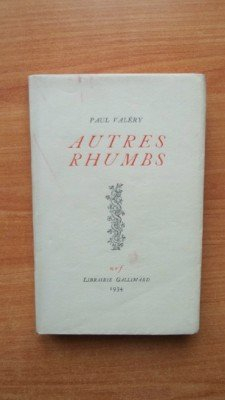 PAUL VALÉRY
AUTRES
RHUMBS
nrf
LIBRAIRIE GALLIMARD
1934